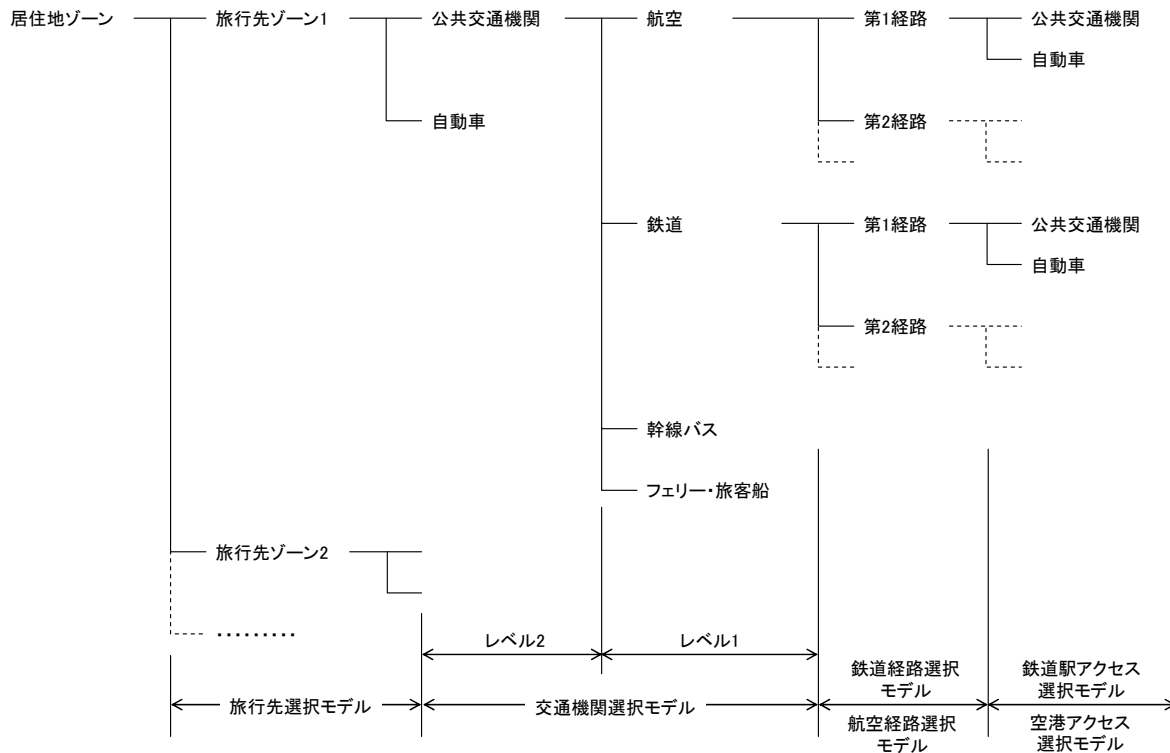 居住地ゾーン
旅行先ゾーン1
公共交通機関
航空
第1経路
公共交通機関
自動車
自動車
第2経路
鉄道
第1経路
公共交通機関
自動車
第2経路
幹線バス
フェリー・旅客船
旅行先ゾーン2
・・・・・・・・・
レベル2
レベル1
旅行先選択モデル
交通機関選択モデル
鉄道経路選択
モデル
航空経路選択
モデル
鉄道駅アクセス
選択モデル
空港アクセス
選択モデル